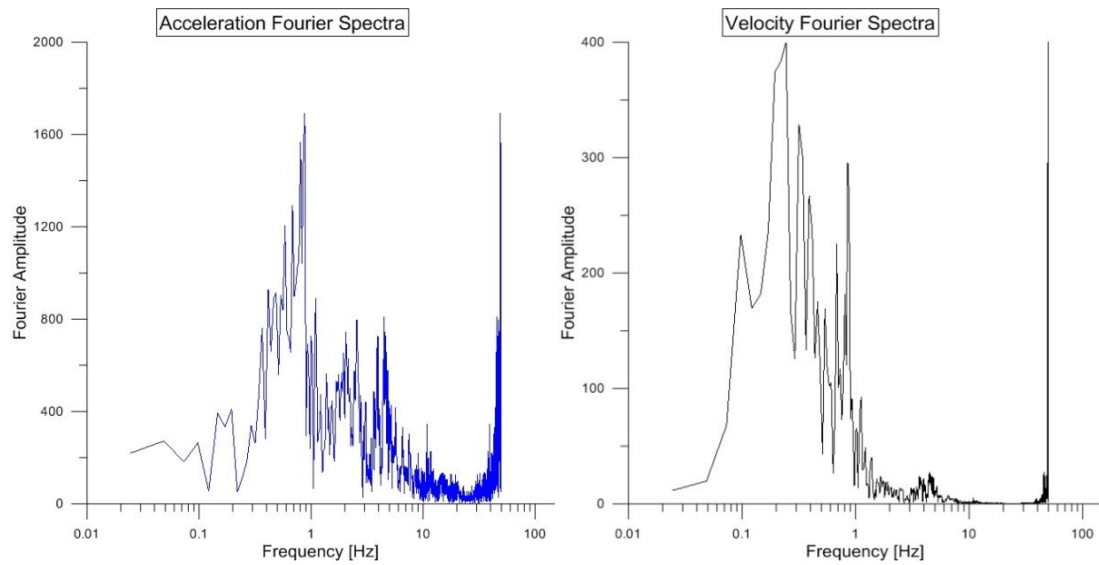 Acceleration Fourier Spectra
2000
1600
1200
800
400
0
Fourier Amplitude
0.01 0.1 1 10 100
Frequency [Hz]
Velocity Fourier Spectra
400
300
200
100
0
Fourier Amplitude
0.01 0.1 1 10 100
Frequency [Hz]